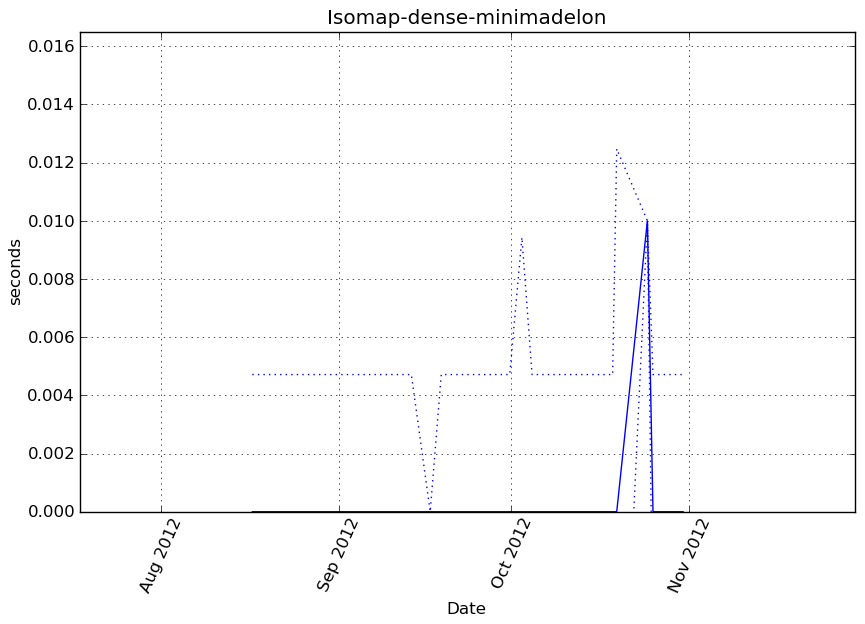 Isomap-dense-minimadelon
0.016
0.014
0.012
0.010
0.008
0.006
0.004
0.002
0.000
seconds
Aug 2012
Sep 2012
Oct 2012
Nov 2012
Date